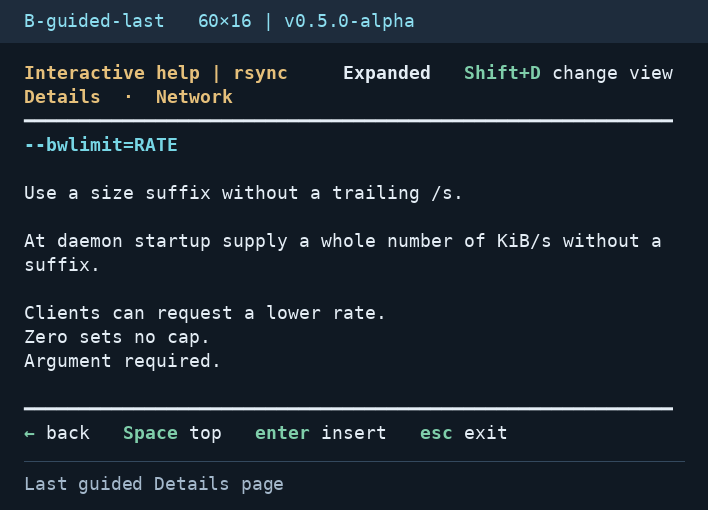 B-guided-last   60×16 | v0.5.0-alpha
Interactive help | rsync     Expanded   Shift+D change view
Details  ·  Network
--bwlimit=RATE
Use a size suffix without a trailing /s.
At daemon startup supply a whole number of KiB/s without a
suffix.
Clients can request a lower rate.
Zero sets no cap.
Argument required.
← back   Space top   enter insert   esc exit
Last guided Details page